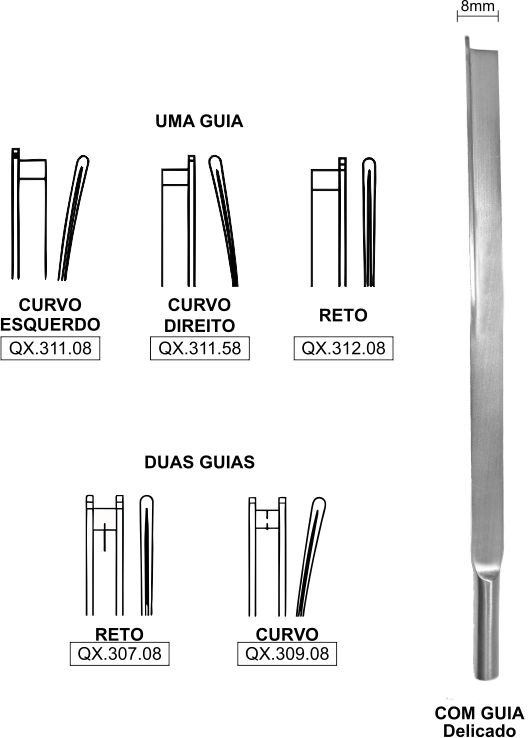 8mm
UMA GUIA
CURVO
ESQUERDO
QX.311.08
CURVO
DIREITO
QX.311.58
RETO
QX.312.08
DUAS GUIAS
RETO
QX.307.08
CURVO
QX.309.08
COM GUIA
Delicado